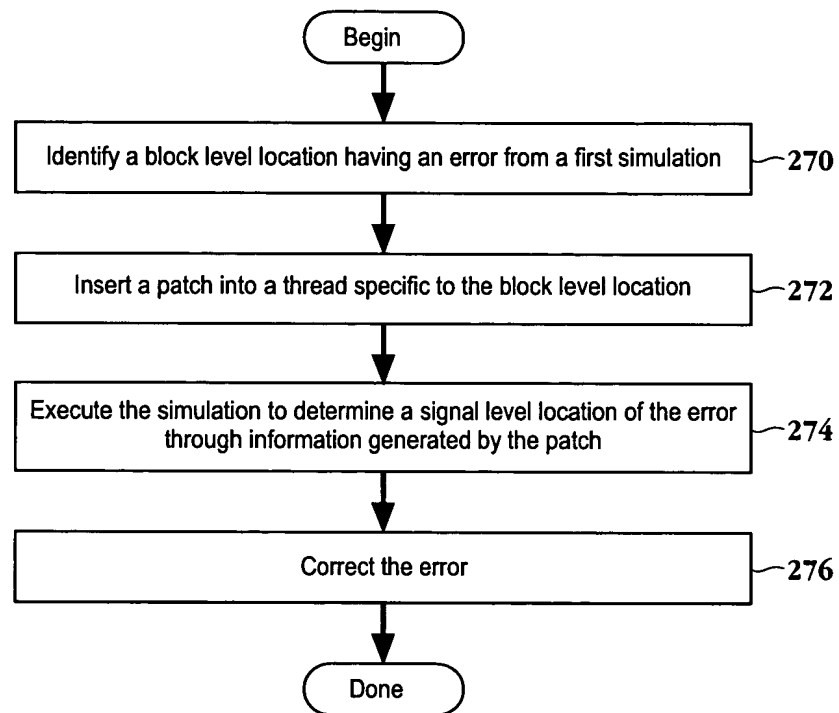 Begin
Identify a block level location having an error from a first simulation
270
Insert a patch into a thread specific to the block level location
272
Execute the simulation to determine a signal level location of the error
through information generated by the patch
274
Correct the error
276
Done